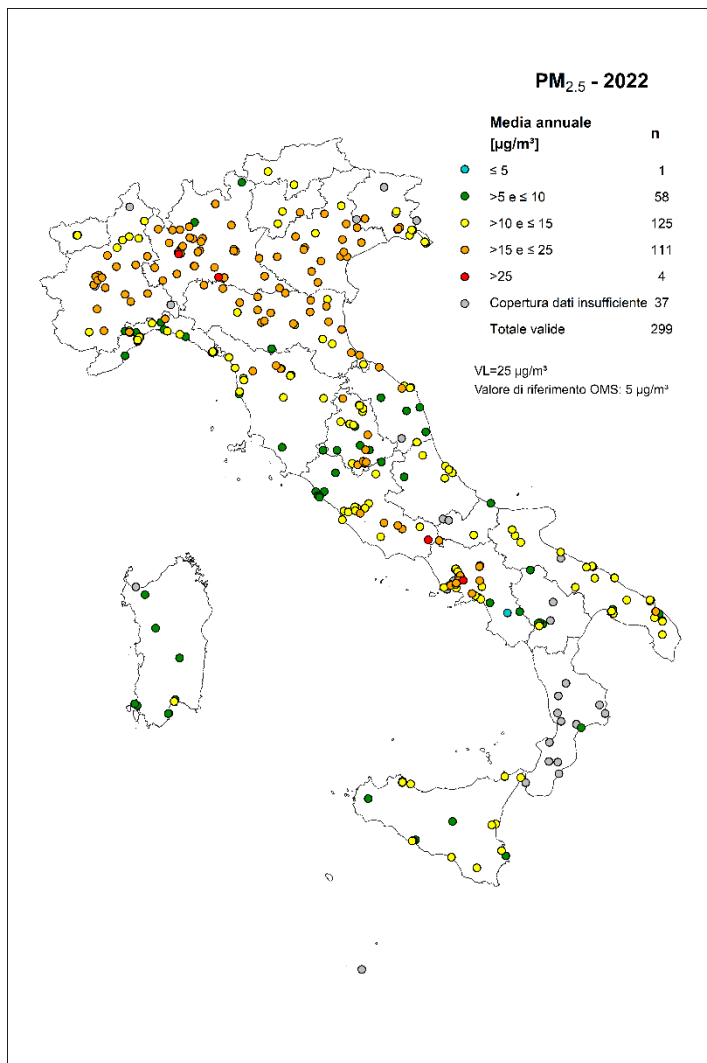 PM2.5 - 2022
Media annuale n
[µg/m³]
≤ 5 1
>5 e ≤ 10 58
>10 e ≤ 15 125
>15 e ≤ 25 111
>25 4
Copertura dati insufficiente 37
Totale valide 299
VL=25 µg/m³
Valore di riferimento OMS: 5 µg/m³